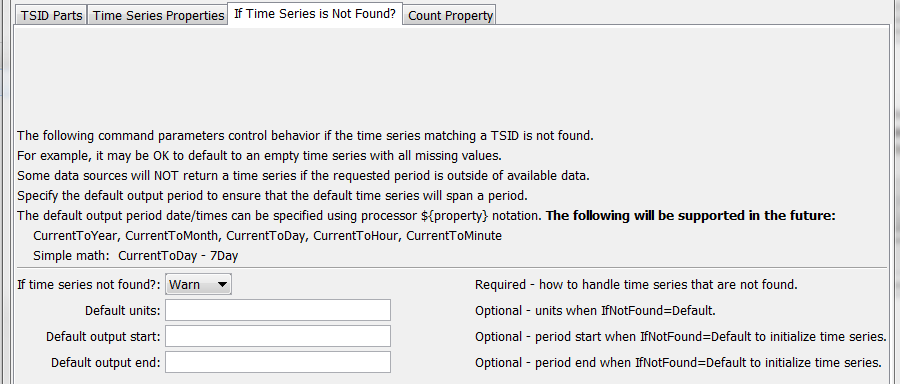 TSID Parts Time Series Properties If Time Series is Not Found? Count Property
The following command parameters control behavior if the time series matching a TSID is not found.
For example, it may be OK to default to an empty time series with all missing values.
Some data sources will NOT return a time series if the requested period is outside of available data.
Specify the default output period to ensure that the default time series will span a period.
The default output period date/times can be specified using processor ${property} notation. The following will be supported in the future:
CurrentToYear, CurrentToMonth, CurrentToDay, CurrentToHour, CurrentToMinute
Simple math: CurrentToDay - 7Day
If time series not found?: Warn Required - how to handle time series that are not found.
Default units: Optional - units when IfNotFound=Default.
Default output start: Optional - period start when IfNotFound=Default to initialize time series.
Default output end: Optional - period end when IfNotFound=Default to initialize time series.